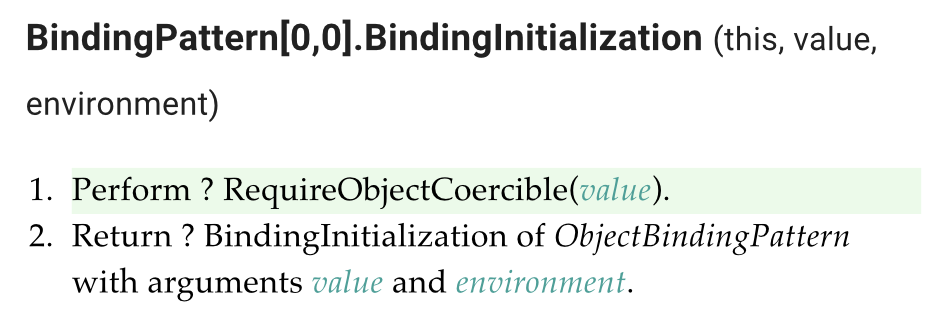 BindingPattern[0,0].BindingInitialization (this, value,
environment)
1. Perform ? RequireObjectCoercible(value).
2. Return ? BindingInitialization of ObjectBindingPattern
with arguments value and environment.